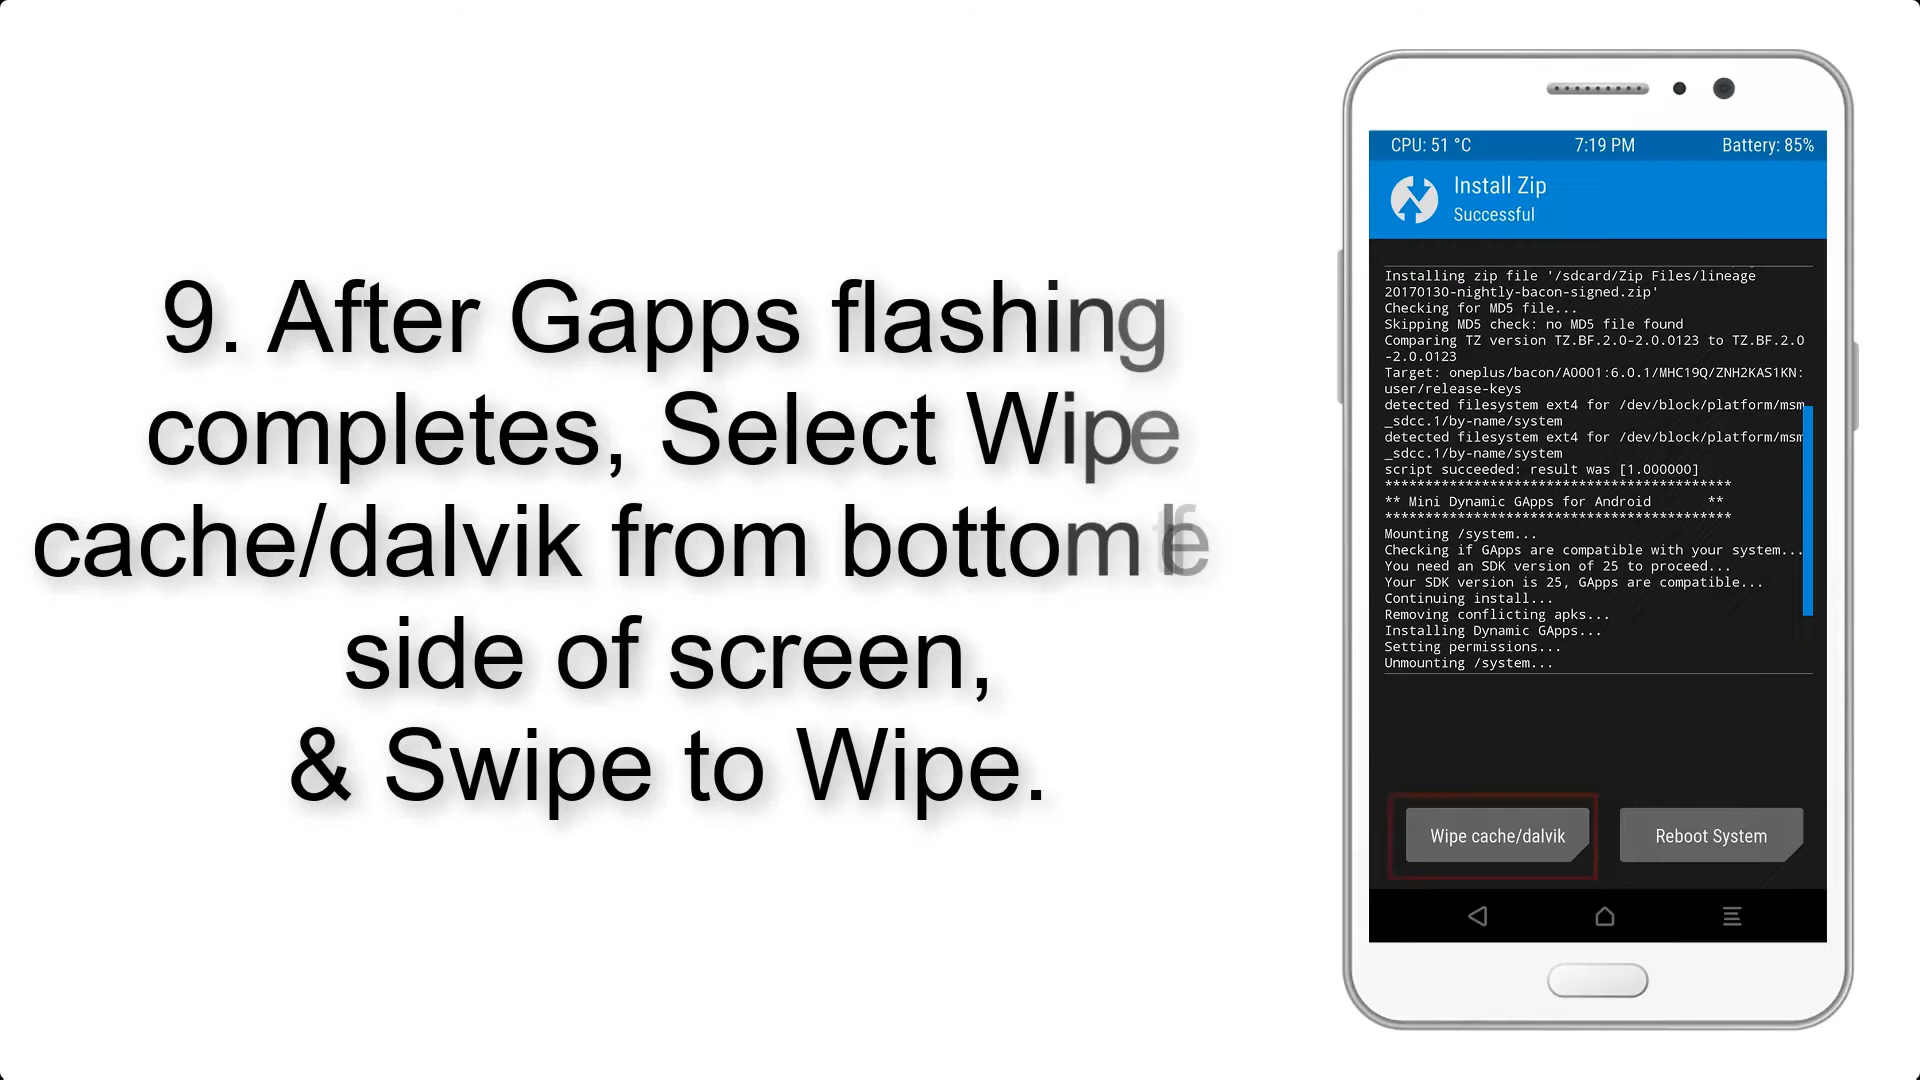 9. After Gapps flashing
completes, Select Wipe
cache/dalvik from bottom
side of screen,
& Swipe to Wipe.
CPU: 51 °C 7:19 PM Battery: 85%
Install Zip
Successful
Installing zip file '/sdcard/Zip Files/lineage
20170130-nightly-bacon-signed.zip'
Checking for MD5 file...
Skipping MD5 check: no MD5 file found
Comparing TZ version TZ.BF.2.0-2.0.0123 to TZ.BF.2.0
-2.0.0123
Target: oneplus/bacon/A0001:6.0.1/MHC19Q/ZNH2KAS1KN:
user/release-keys
detected filesystem ext4 for /dev/block/platform/msm
_sdcc.1/by-name/system
detected filesystem ext4 for /dev/block/platform/msm
_sdcc.1/by-name/system
script succeeded: result was [1.000000]
*******************************************
** Mini Dynamic GApps for Android **
*******************************************
Mounting /system...
Checking if GApps are compatible with your system...
You need an SDK version of 25 to proceed...
Your SDK version is 25, GApps are compatible...
Continuing install...
Removing conflicting apks...
Installing Dynamic GApps...
Setting permissions...
Unmounting /system...
Wipe cache/dalvik
Reboot System